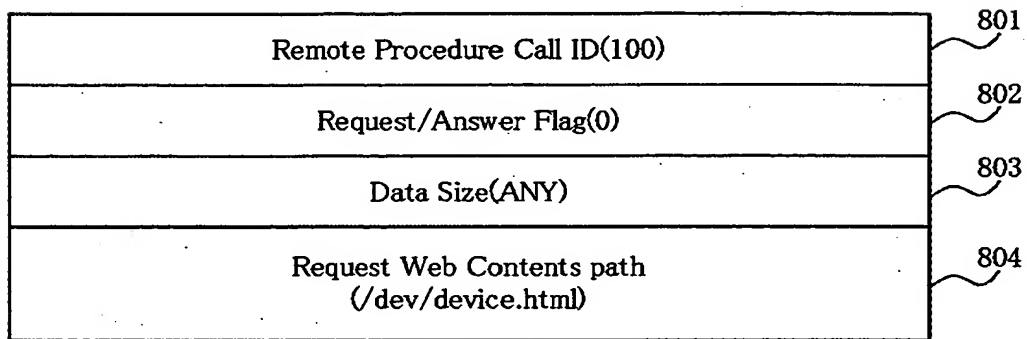 801
Remote Procedure Call ID(100)
802
Request/Answer Flag(0)
803
Data Size(ANY)
804
Request Web Contents path
(/dev/device.html)